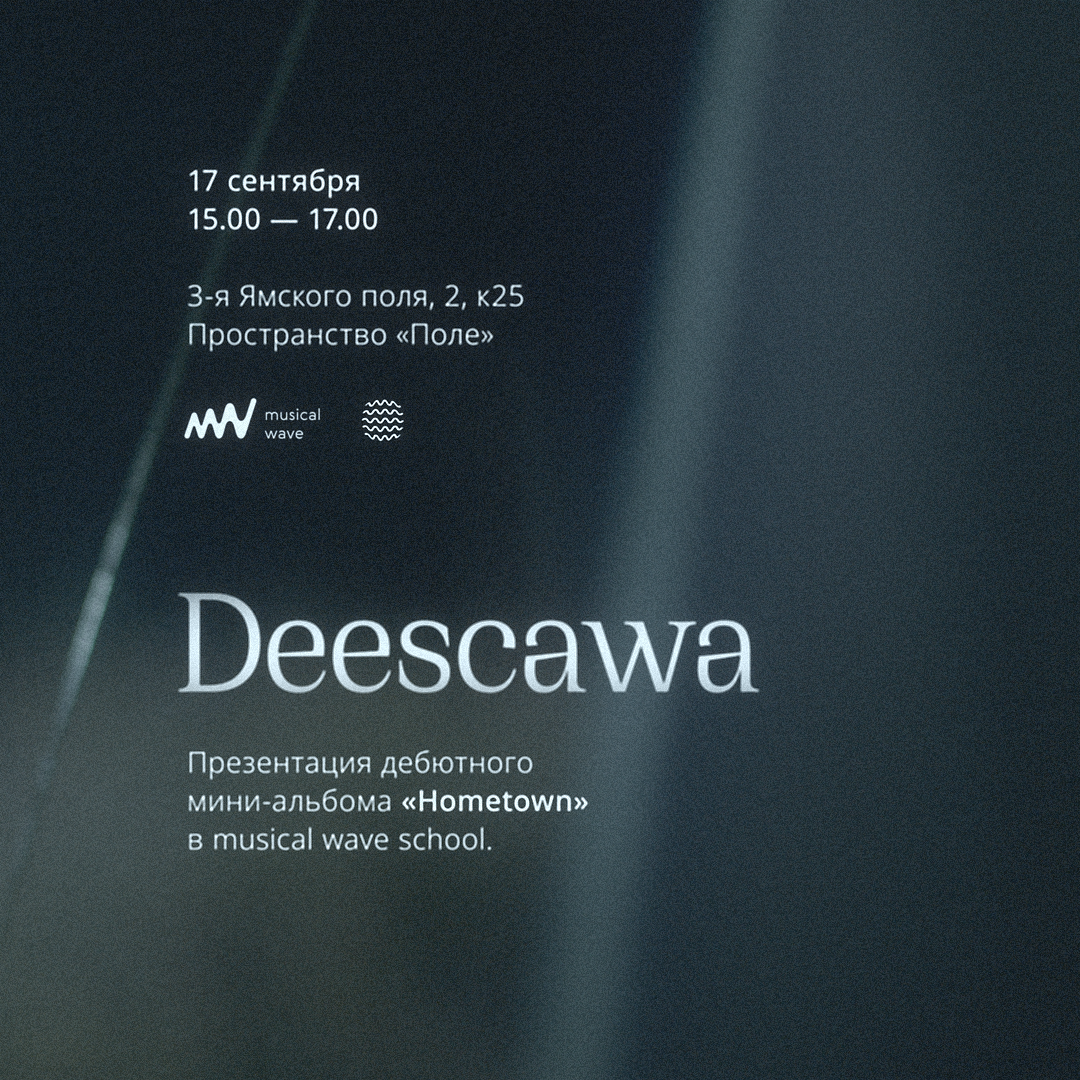 17 сентября
15.00 — 17.00
3-я Ямского поля, 2, к25
Пространство «Поле»
musical
wave
Deescawa
Презентация дебютного
мини-альбома «Hometown»
в musical wave school.